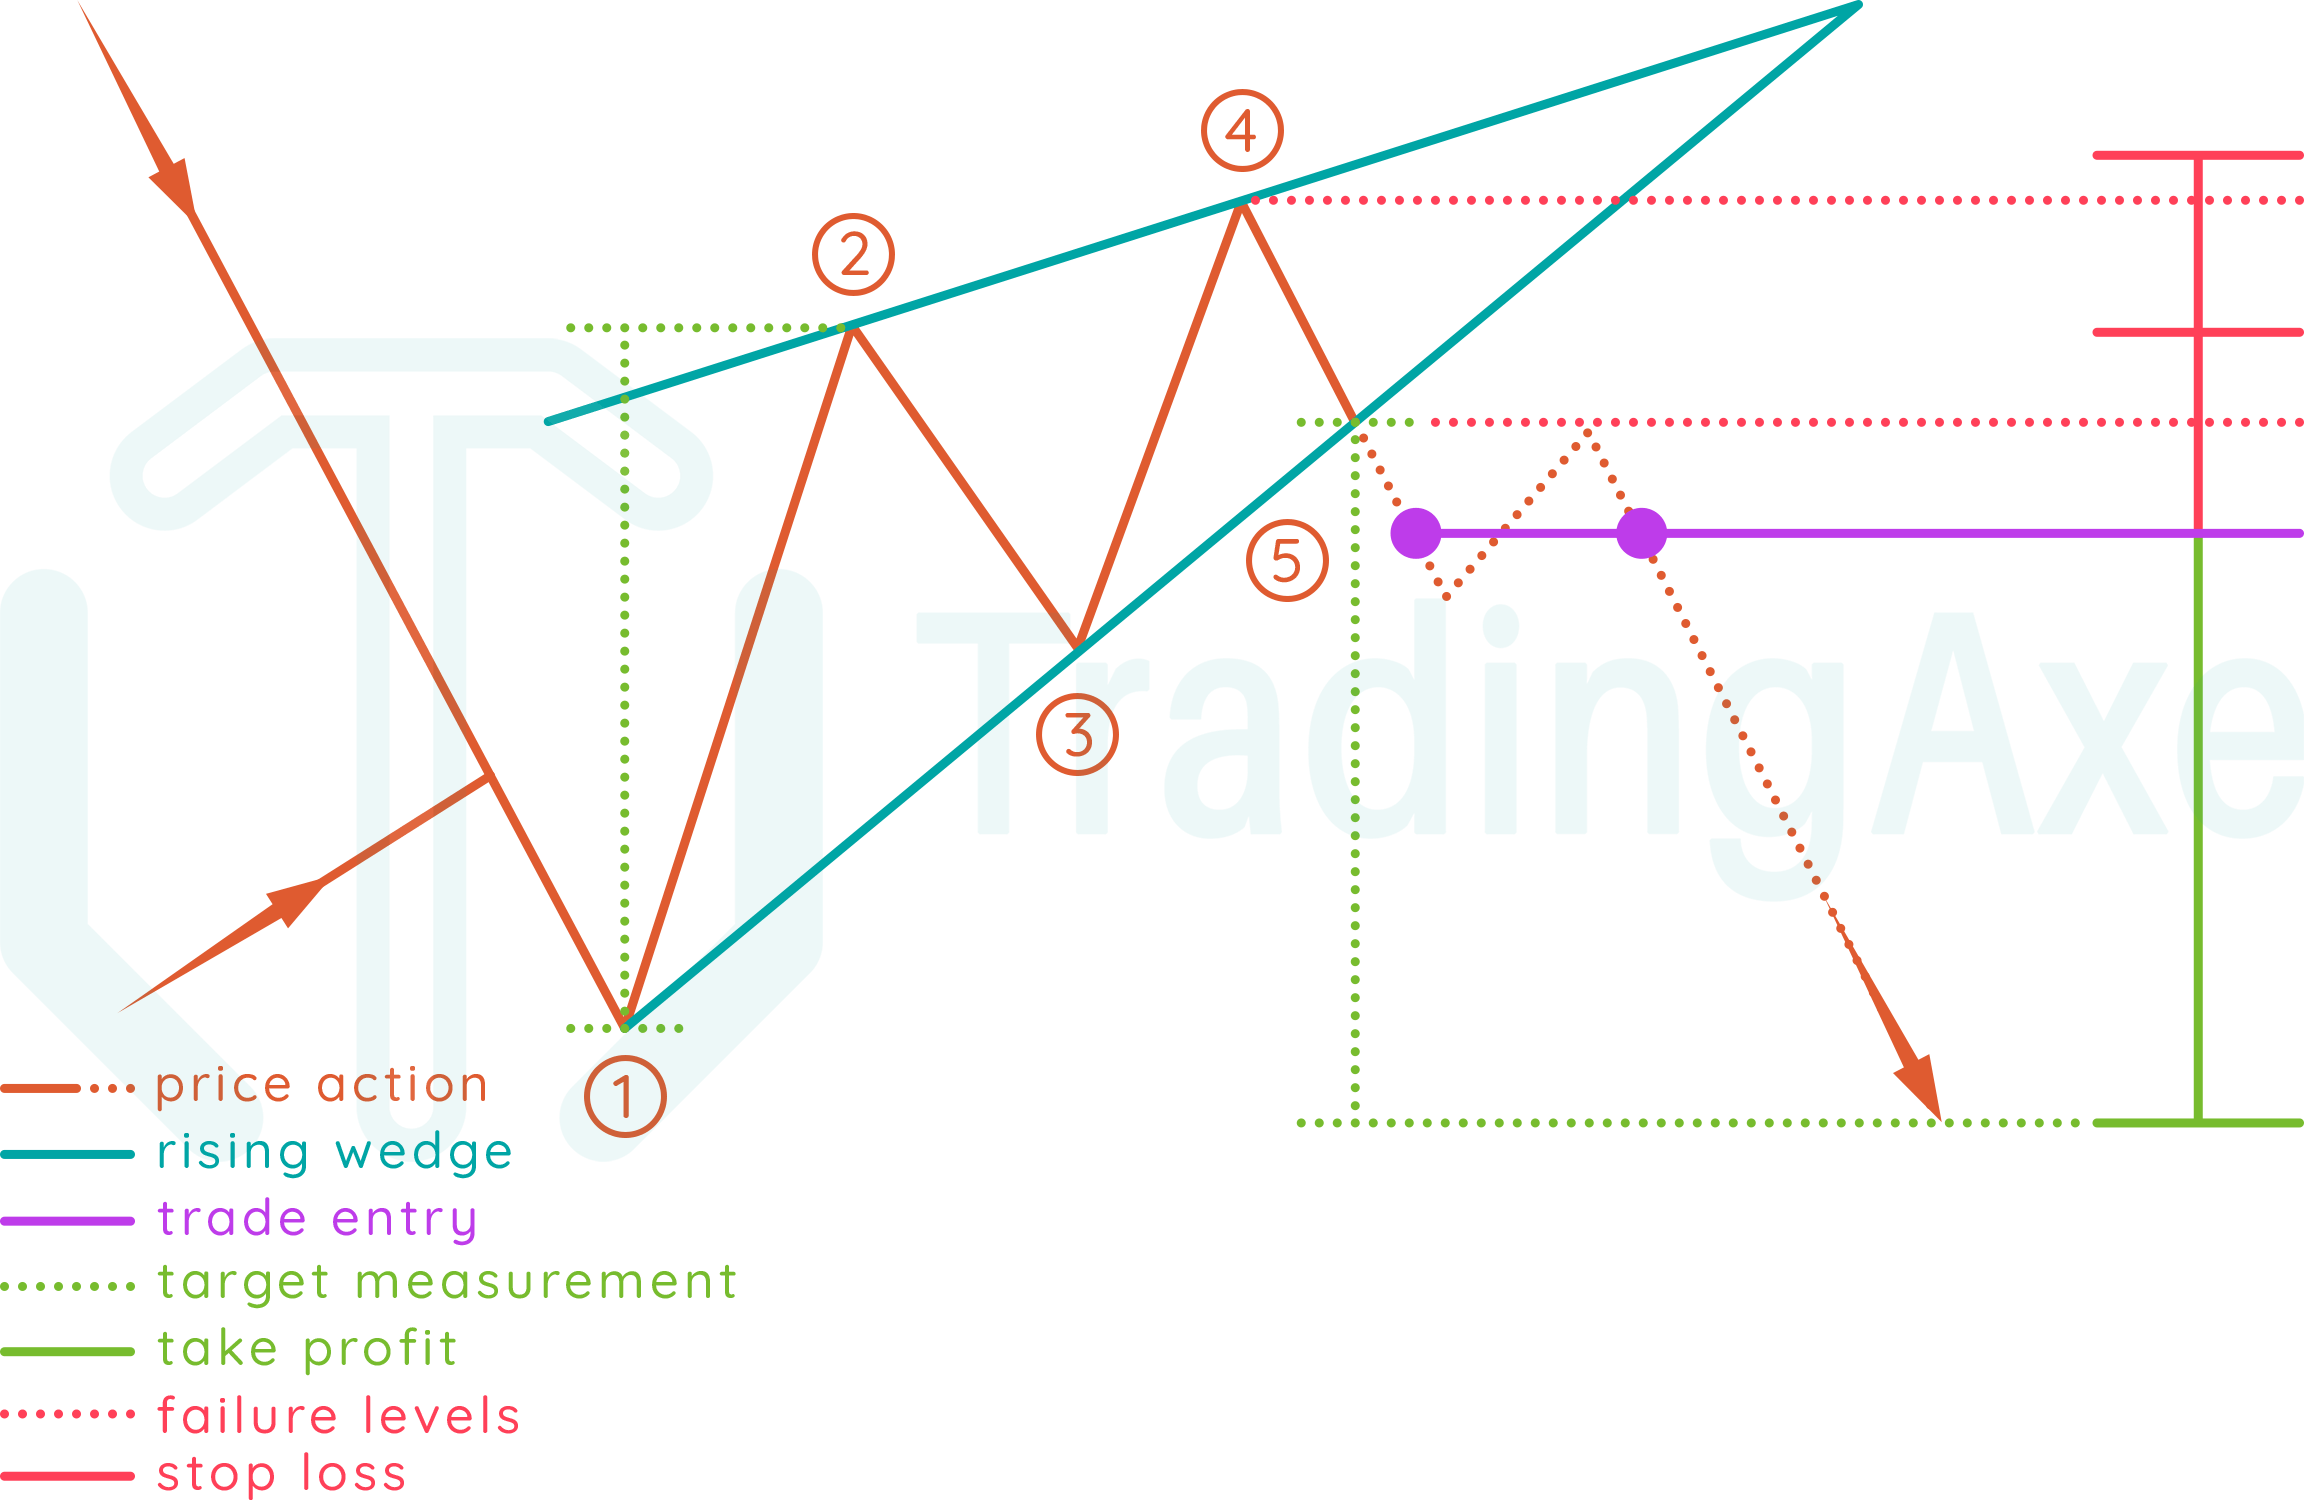 4
2
5
TradingAxe
3
1
price action
rising wedge
trade entry
target measurement
take profit
failure levels
stop loss